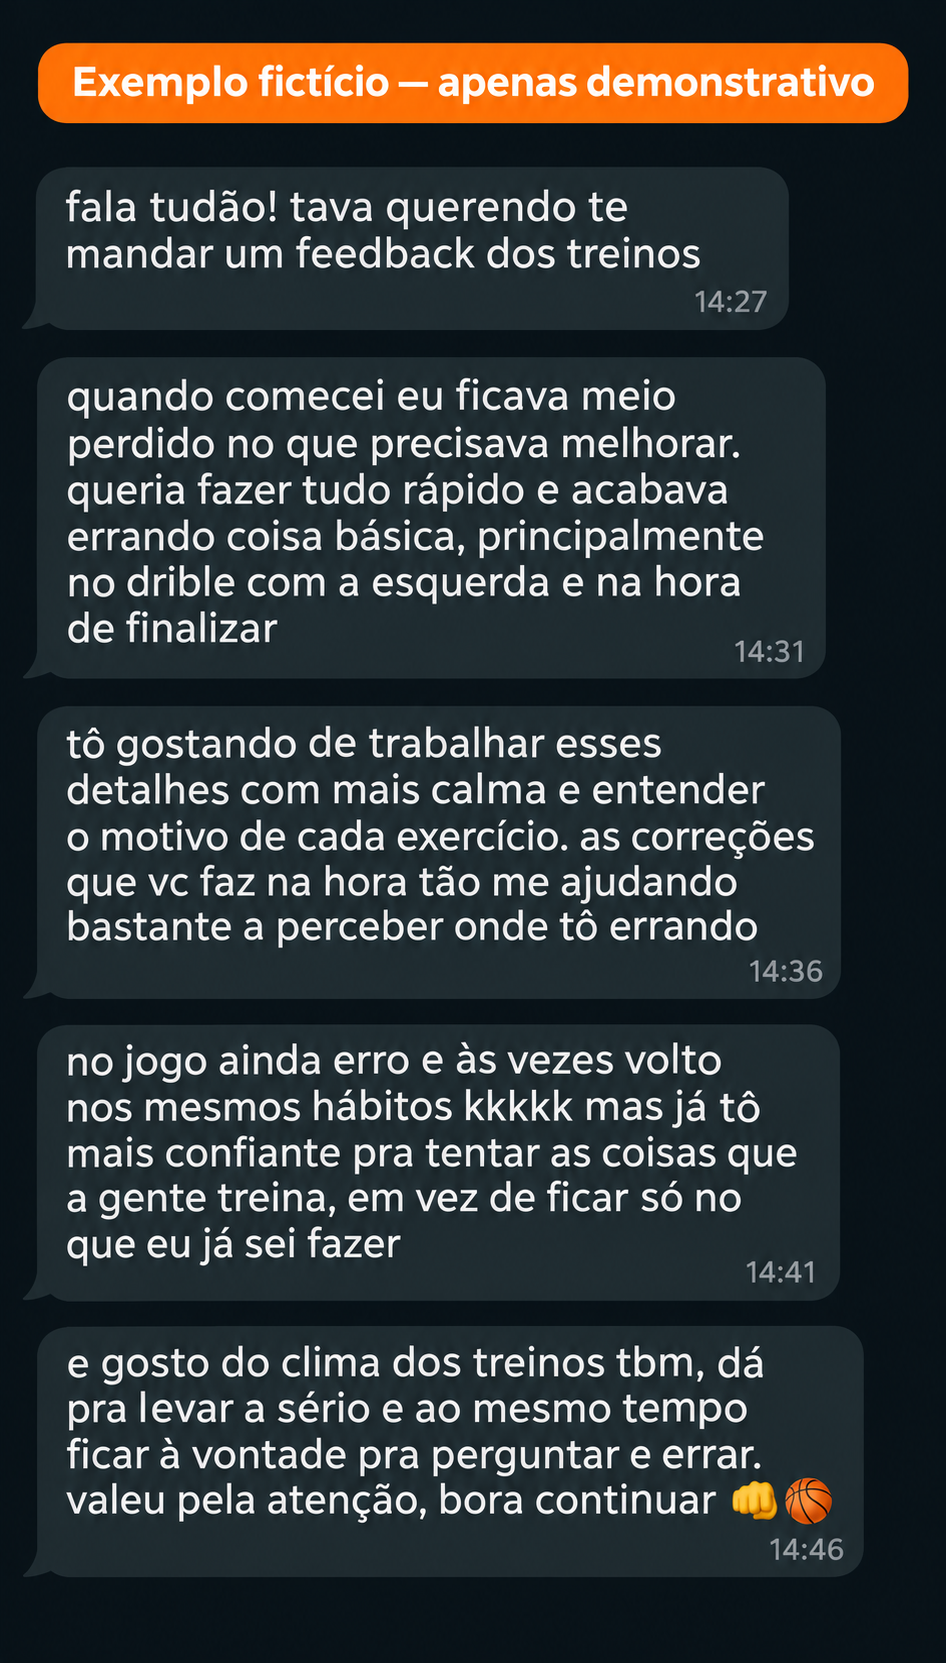 Exemplo fictício — apenas demonstrativo
fala tudão! tava querendo te
mandar um feedback dos treinos
14:27
quando comecei eu ficava meio
perdido no que precisava melhorar.
queria fazer tudo rápido e acabava
errando coisa básica, principalmente
no drible com a esquerda e na hora
de finalizar
14:31
tô gostando de trabalhar esses
detalhes com mais calma e entender
o motivo de cada exercício. as correções
que vc faz na hora tão me ajudando
bastante a perceber onde tô errando
14:36
no jogo ainda erro e às vezes volto
nos mesmos hábitos kkkkk mas já tô
mais confiante pra tentar as coisas que
a gente treina, em vez de ficar só no
que eu já sei fazer
14:41
e gosto do clima dos treinos tbm, dá
pra levar a sério e ao mesmo tempo
ficar à vontade pra perguntar e errar.
valeu pela atenção, bora continuar 👊🏀
14:46